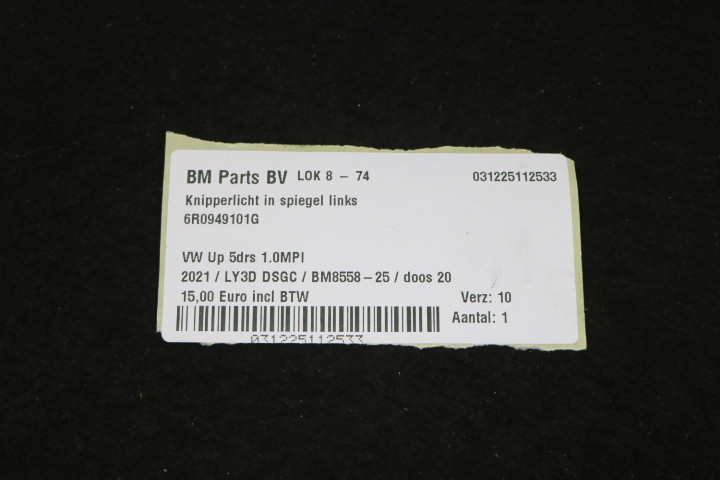 BM Parts BV LOK 8 - 74 031225112533
Knipperlicht in spiegel links
6R0949101G
VW Up 5drs 1.0MPI
2021 / LY3D DSGC / BM8558-25 / doos 20
15,00 Euro incl BTW Verz: 10
Aantal: 1
031225112533